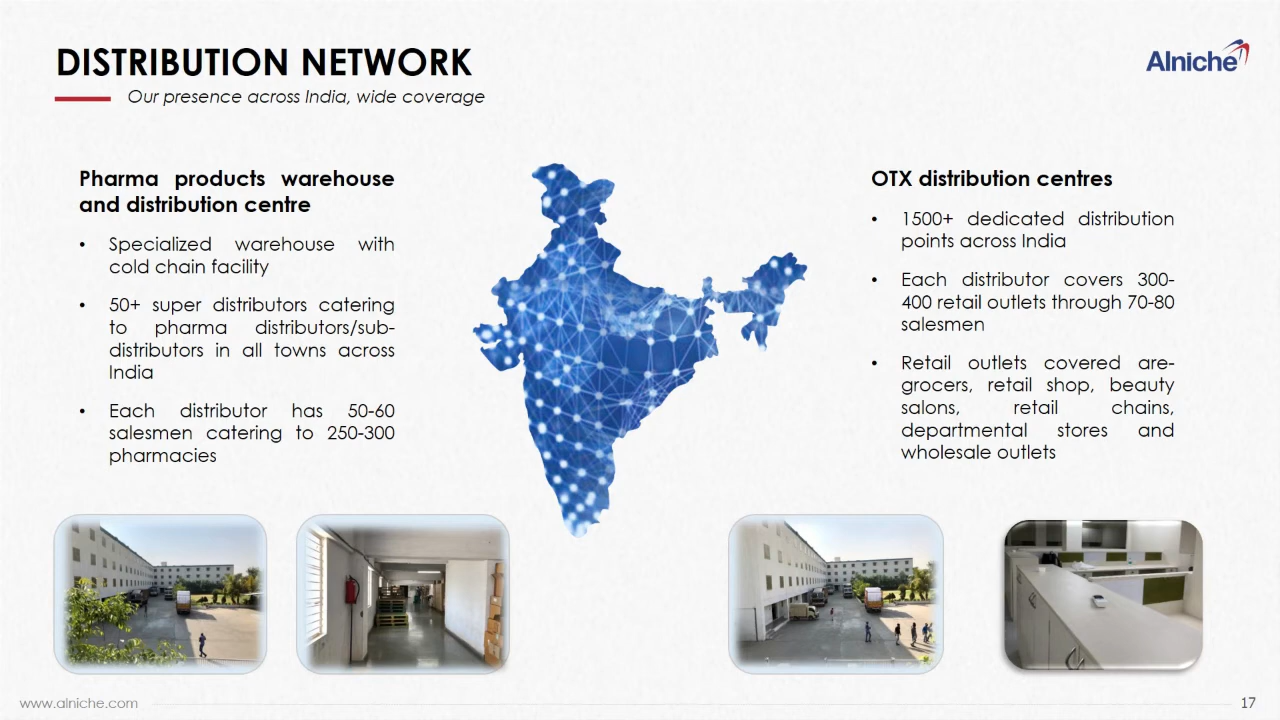 DISTRIBUTION NETWORK
Our presence across India, wide coverage
Alniche
Pharma products warehouse
and distribution centre
• Specialized warehouse with
cold chain facility
• 50+ super distributors catering
to pharma distributors/sub-
distributors in all towns across
India
• Each distributor has 50-60
salesmen catering to 250-300
pharmacies
OTX distribution centres
• 1500+ dedicated distribution
points across India
• Each distributor covers 300-
400 retail outlets through 70-80
salesmen
• Retail outlets covered are-
grocers, retail shop, beauty
salons, retail chains,
departmental stores and
wholesale outlets
www.alniche.com
17